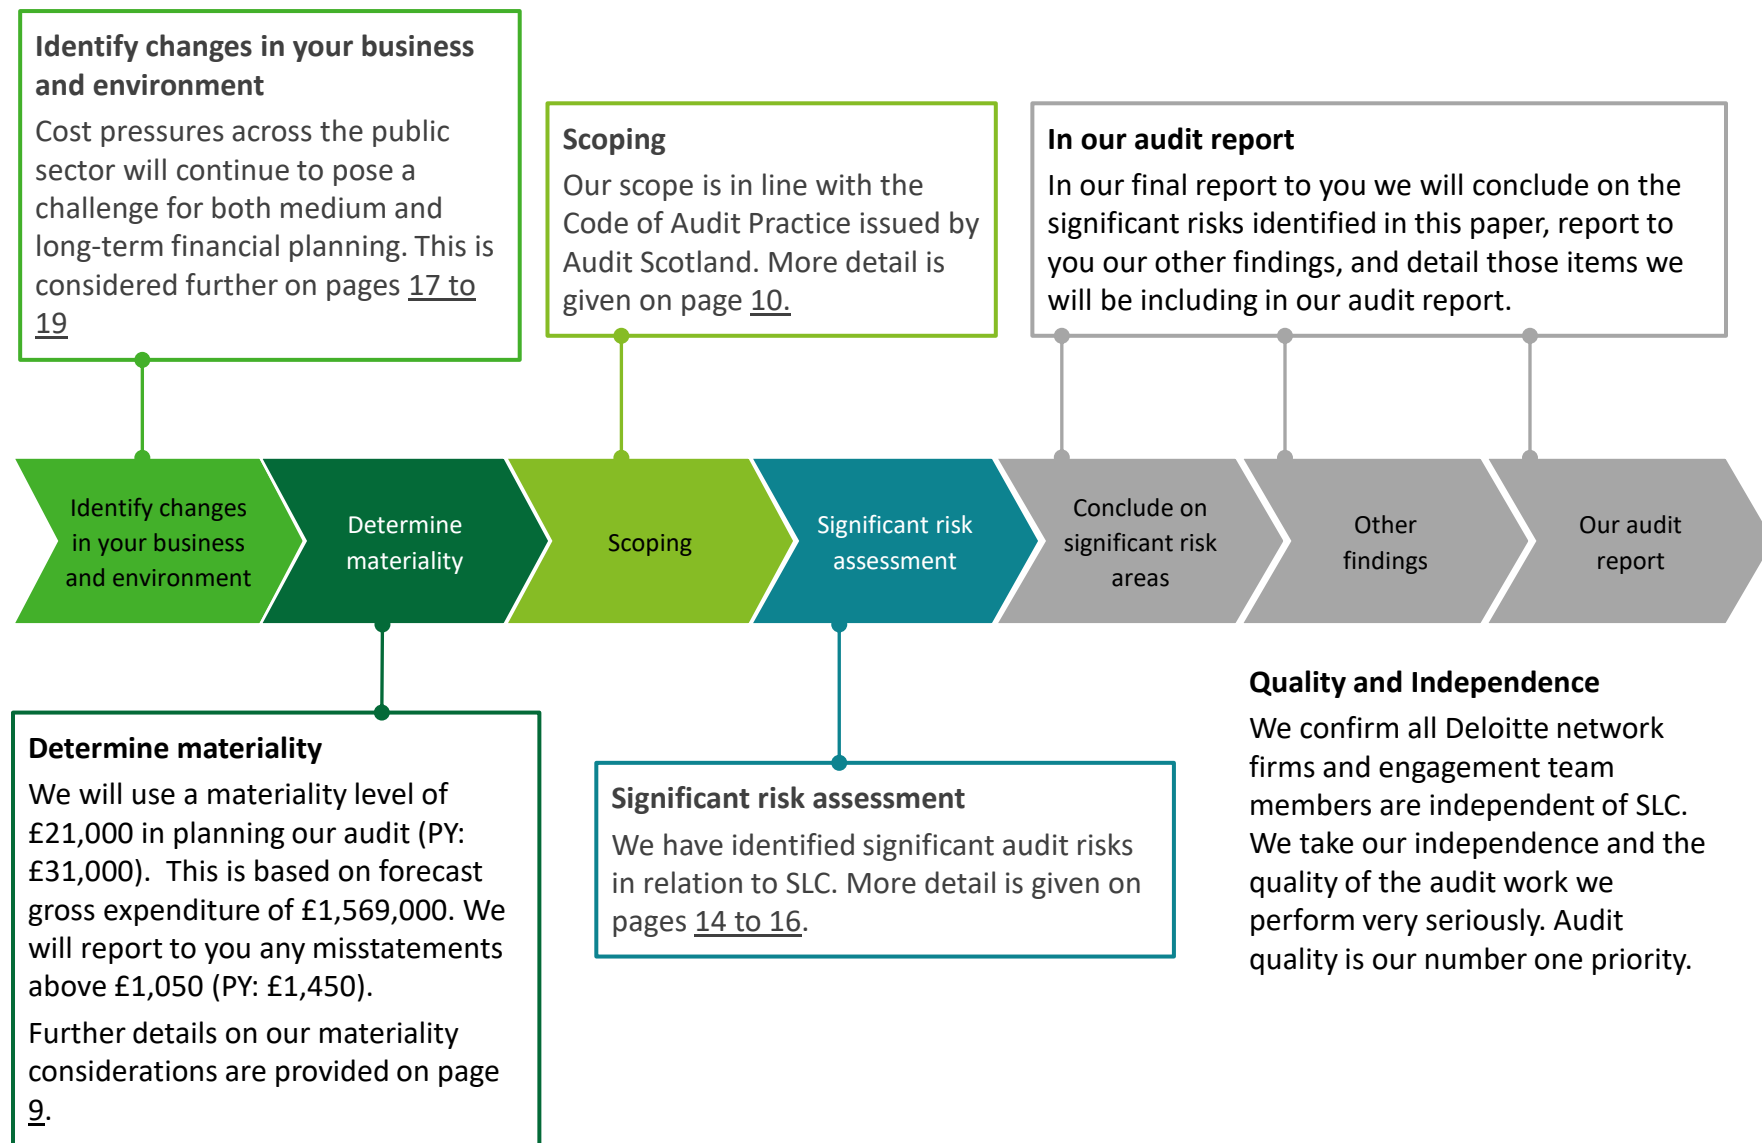 Identify changes in your business
and environment
Cost pressures across the public
sector will continue to pose a
challenge for both medium and
long-term financial planning. This is
considered further on pages 17 to
19
Scoping
Our scope is in line with the
Code of Audit Practice issued by
Audit Scotland. More detail is
given on page 10.
In our audit report
In our final report to you we will conclude on the
significant risks identified in this paper, report to
you our other findings, and detail those items we
will be including in our audit report.
Identify changes
in your business
and environment
Determine
materiality
Scoping
Significant risk
assessment
Conclude on
significant risk
areas
Other
findings
Our audit
report
Determine materiality
We will use a materiality level of
£21,000 in planning our audit (PY:
£31,000).  This is based on forecast
gross expenditure of £1,569,000. We
will report to you any misstatements
above £1,050 (PY: £1,450).
Further details on our materiality
considerations are provided on page
9.
Significant risk assessment
We have identified significant audit risks
in relation to SLC. More detail is given on
pages 14 to 16.
Quality and Independence
We confirm all Deloitte network
firms and engagement team
members are independent of SLC.
We take our independence and the
quality of the audit work we
perform very seriously. Audit
quality is our number one priority.